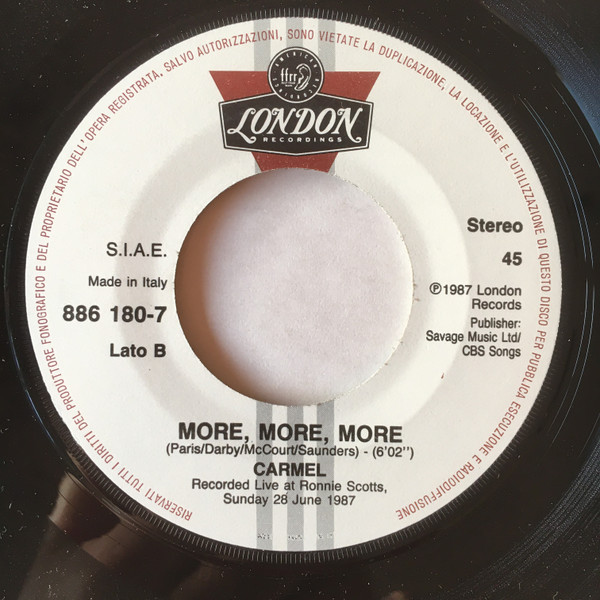 RISERVATI TUTTI I DIRITTI DEL PRODUTTORE FONOGRAFICO E DEL PROPRIETARIO DELL'OPERA REGISTRATA, SALVO AUTORIZZAZIONI, SONO VIETATE LA DUPLICAZIONE, LA LOCAZIONE E L'UTILIZZAZIONE DI QUESTO DISCO PER PUBBLICA ESECUZIONE E RADIODIFFUSIONE
ffrr
LONDON
RECORDINGS
S.I.A.E.
Made in Italy
886 180-7
Lato B
Stereo
45
℗1987 London
Records
Publisher:
Savage Music Ltd/
CBS Songs
MORE, MORE, MORE
(Paris/Darby/McCourt/Saunders) - (6'02'')
CARMEL
Recorded Live at Ronnie Scotts,
Sunday 28 June 1987